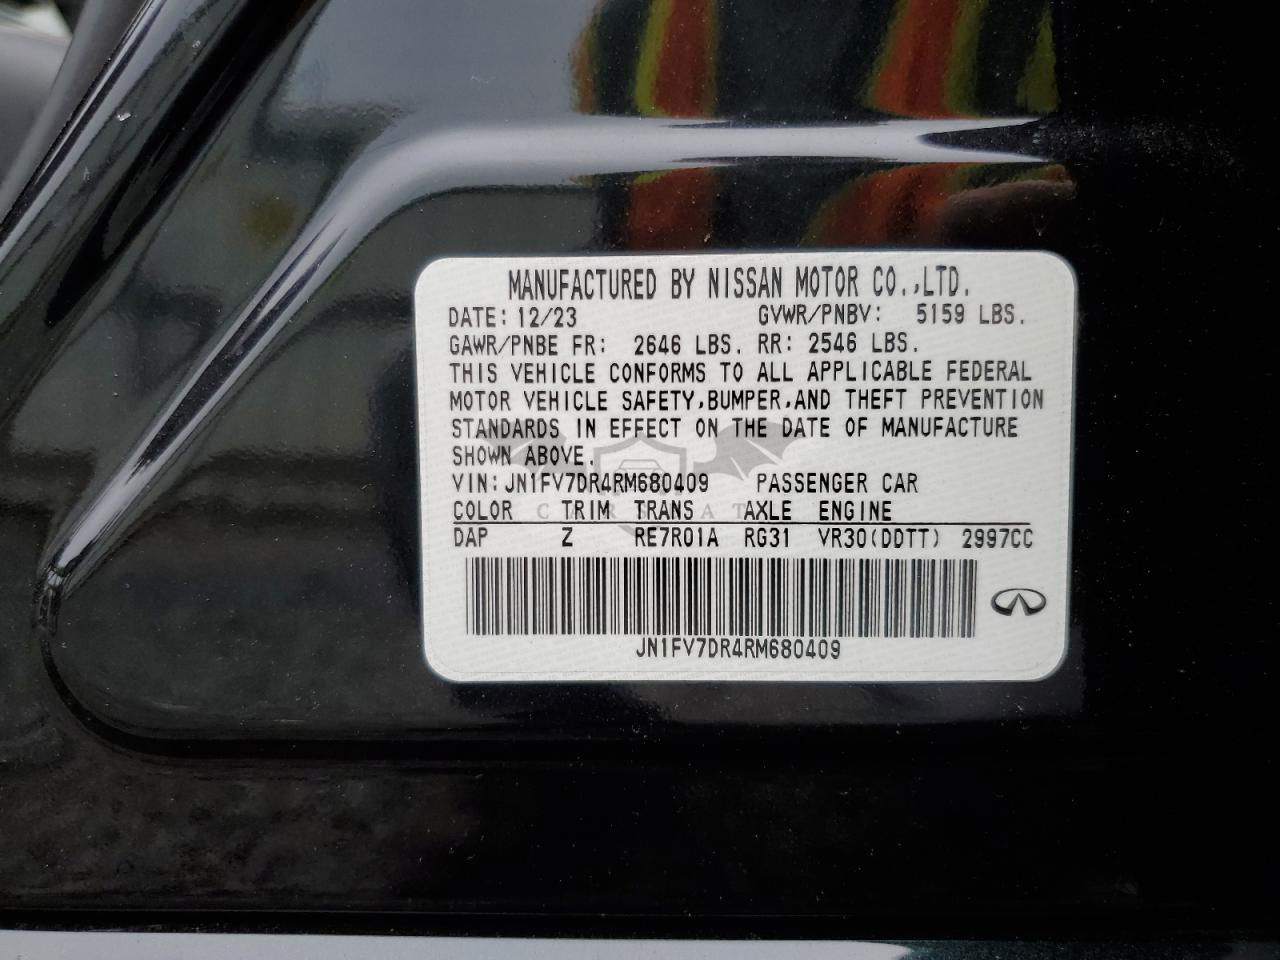 MANUFACTURED BY NISSAN MOTOR CO.,LTD.
DATE: 12/23 GVWR/PNBV: 5159 LBS.
GAWR/PNBE FR: 2646 LBS. RR: 2546 LBS.
THIS VEHICLE CONFORMS TO ALL APPLICABLE FEDERAL
MOTOR VEHICLE SAFETY,BUMPER,AND THEFT PREVENTION
STANDARDS IN EFFECT ON THE DATE OF MANUFACTURE
SHOWN ABOVE.
VIN: JN1FV7DR4RM680409 PASSENGER CAR
COLOR TRIM TRANS AXLE ENGINE
DAP Z RE7R01A RG31 VR30(DDTT) 2997CC
JN1FV7DR4RM680409